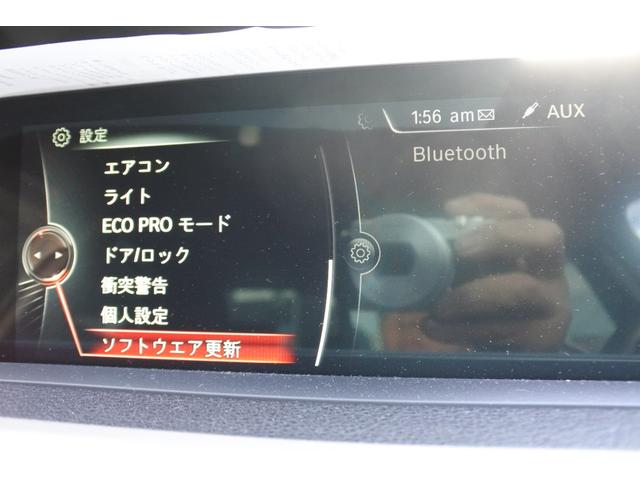 設定
1:56 am
AUX
エアコン
Bluetooth
ライト
ECO PRO モード
ドア/ロック
衝突警告
個人設定
ソフトウエア更新